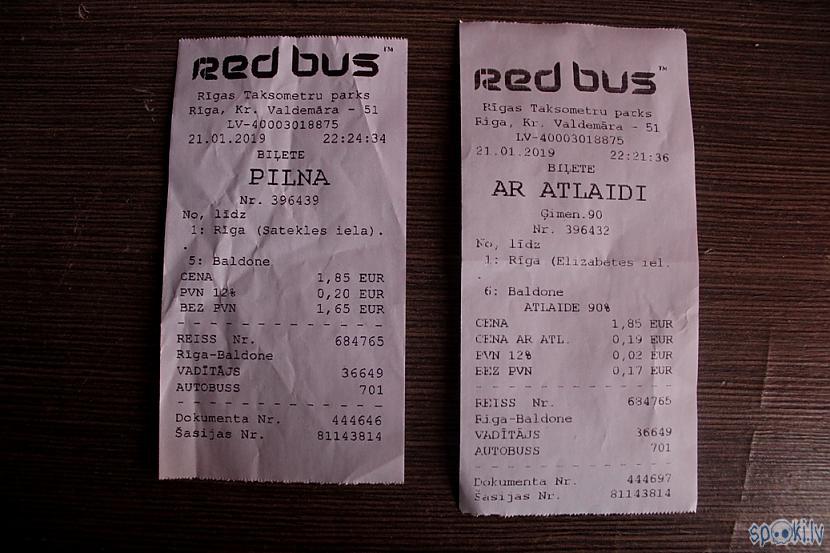 Red bus ™
Rīgas Taksometru parks
Rīga, Kr. Valdemāra - 51
LV-40003018875
21.01.2019 22:24:34
BIĻETE
PILNA
Nr. 396439
No, līdz
1: Rīga (Satekles iela).
.
5: Baldone
CENA 1,85 EUR
PVN 12% 0,20 EUR
BEZ PVN 1,65 EUR
- - - - - - - - - - - - -
REISS Nr. 684765
Rīga-Baldone
VADĪTĀJS 36649
AUTOBUSS 701
- - - - - - - - - - - - -
Dokumenta Nr. 444646
Šasijas Nr. 81143814
Red bus ™
Rīgas Taksometru parks
Rīga, Kr. Valdemāra - 51
LV-40003018875
21.01.2019 22:21:36
BIĻETE
AR ATLAIDI
Ģimen.90
Nr. 396432
No, līdz
1: Rīga (Elizabetes iel.
.
6: Baldone
ATLAIDE 90%
CENA 1,85 EUR
CENA AR ATL. 0,19 EUR
PVN 12% 0,02 EUR
BEZ PVN 0,17 EUR
- - - - - - - - - - - - -
REISS Nr. 684765
Rīga-Baldone
VADĪTĀJS 36649
AUTOBUSS 701
- - - - - - - - - - - - -
Dokumenta Nr. 444697
Šasijas Nr. 81143814
spoki.lv